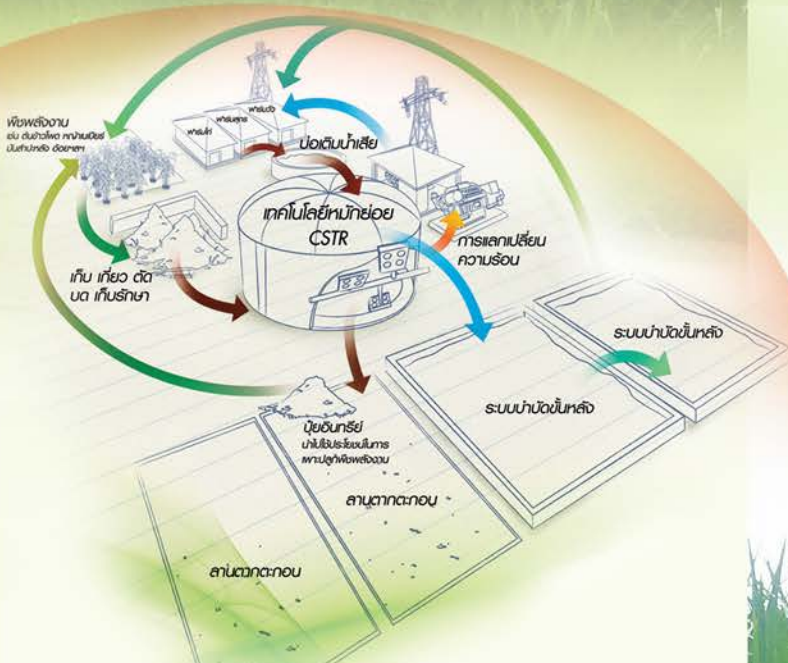 พืชพลังงาน
เช่น ต้นข้าวโพด หญ้าเนเปียร์
มันสำปะหลัง อ้อยฯลฯ
ฟาร์มไก่
ฟาร์มสุกร
ฟาร์มวัว
บ่อเติมน้ำเสีย
เทคโนโลยีหมักย่อย
CSTR
การแลกเปลี่ยน
ความร้อน
เก็บ เกี่ยว ตัด
บด เก็บรักษา
ระบบบำบัดขั้นหลัง
ระบบบำบัดขั้นหลัง
ปุ๋ยอินทรีย์
นำไปใช้ประโยชน์ในการ
เพาะปลูกพืชพลังงาน
ลานตากตะกอน
ลานตากตะกอน